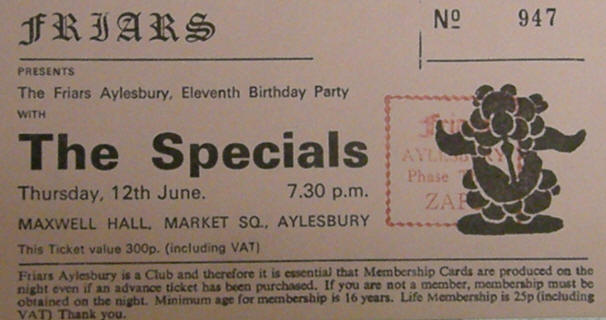 FRIARS
Nº 947
PRESENTS
The Friars Aylesbury, Eleventh Birthday Party
WITH
The Specials
Thursday, 12th June. 7.30 p.m.
MAXWELL HALL, MARKET SQ., AYLESBURY
This Ticket value 300p. (including VAT)
Phase
Friars Aylesbury is a Club and therefore it is essential that Membership Cards are produced on the
night even if an advance ticket has been purchased. If you are not a member, membership must be
obtained on the night. Minimum age for membership is 16 years. Life Membership is 25p (including
VAT) Thank you.